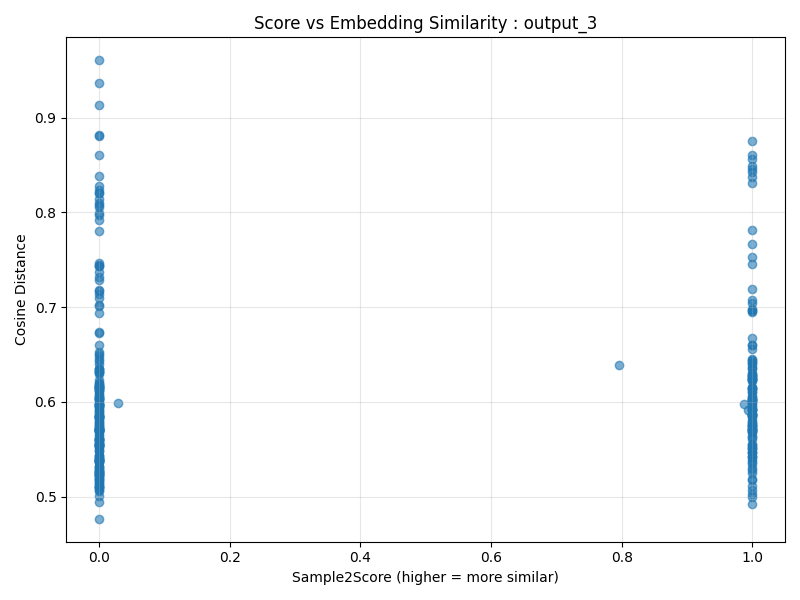 Score vs Embedding Similarity : output_3
Cosine Distance
0.9
0.8
0.7
0.6
0.5
0.0 0.2 0.4 0.6 0.8 1.0
Sample2Score (higher = more similar)